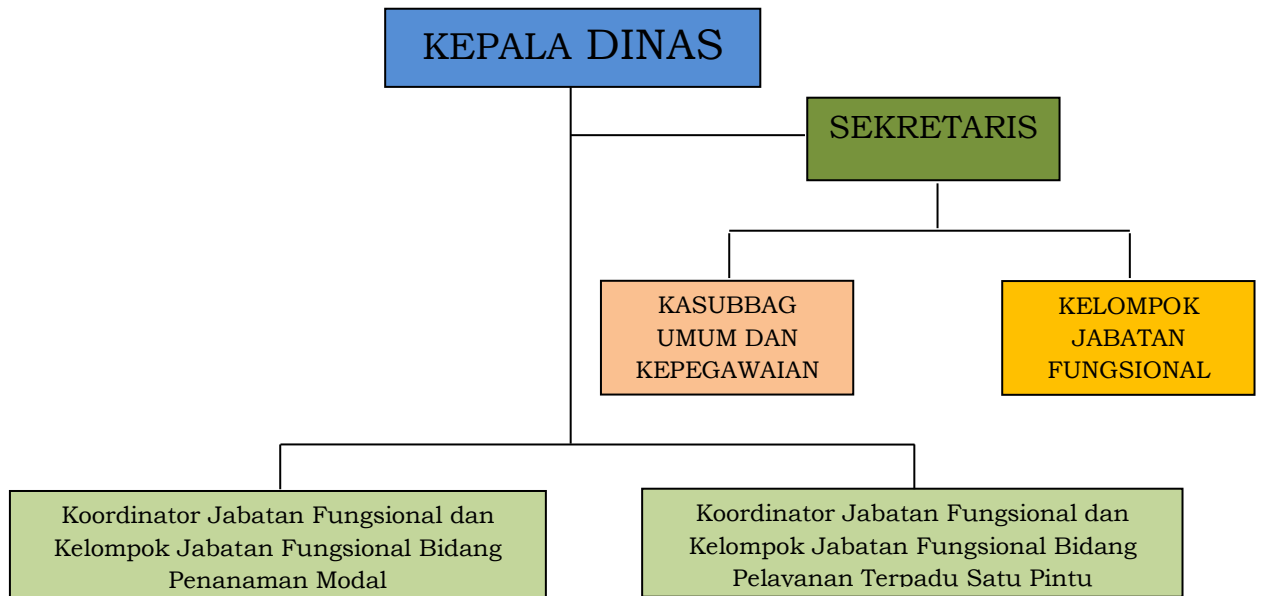 KEPALA DINAS
SEKRETARIS
KASUBBAG
UMUM DAN
KEPEGAWAIAN
KELOMPOK
JABATAN
FUNGSIONAL
Koordinator Jabatan Fungsional dan
Kelompok Jabatan Fungsional Bidang
Penanaman Modal
Koordinator Jabatan Fungsional dan
Kelompok Jabatan Fungsional Bidang
Pelayanan Terpadu Satu Pintu